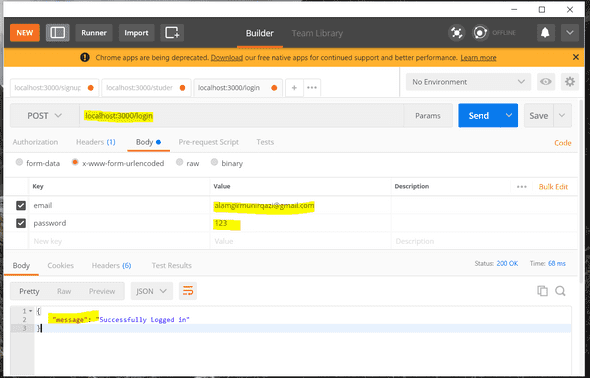 NEW Runner Import Builder Team Library OFFLINE
Chrome apps are being deprecated. Download our free native apps for continued support and better performance. Learn more
localhost:3000/signup localhost:3000/studer localhost:3000/login + ••• No Environment
POST localhost:3000/login Params Send Save
Authorization Headers (1) Body Pre-request Script Tests Code
form-data x-www-form-urlencoded raw binary
Key Value Description ••• Bulk Edit
email alamgirmunirqazi@gmail.com
password 123
New key Value Description
Body Cookies Headers (6) Test Results Status: 200 OK Time: 68 ms
Pretty Raw Preview JSON
1 {
2 "message": "Successfully Logged in"
3 }